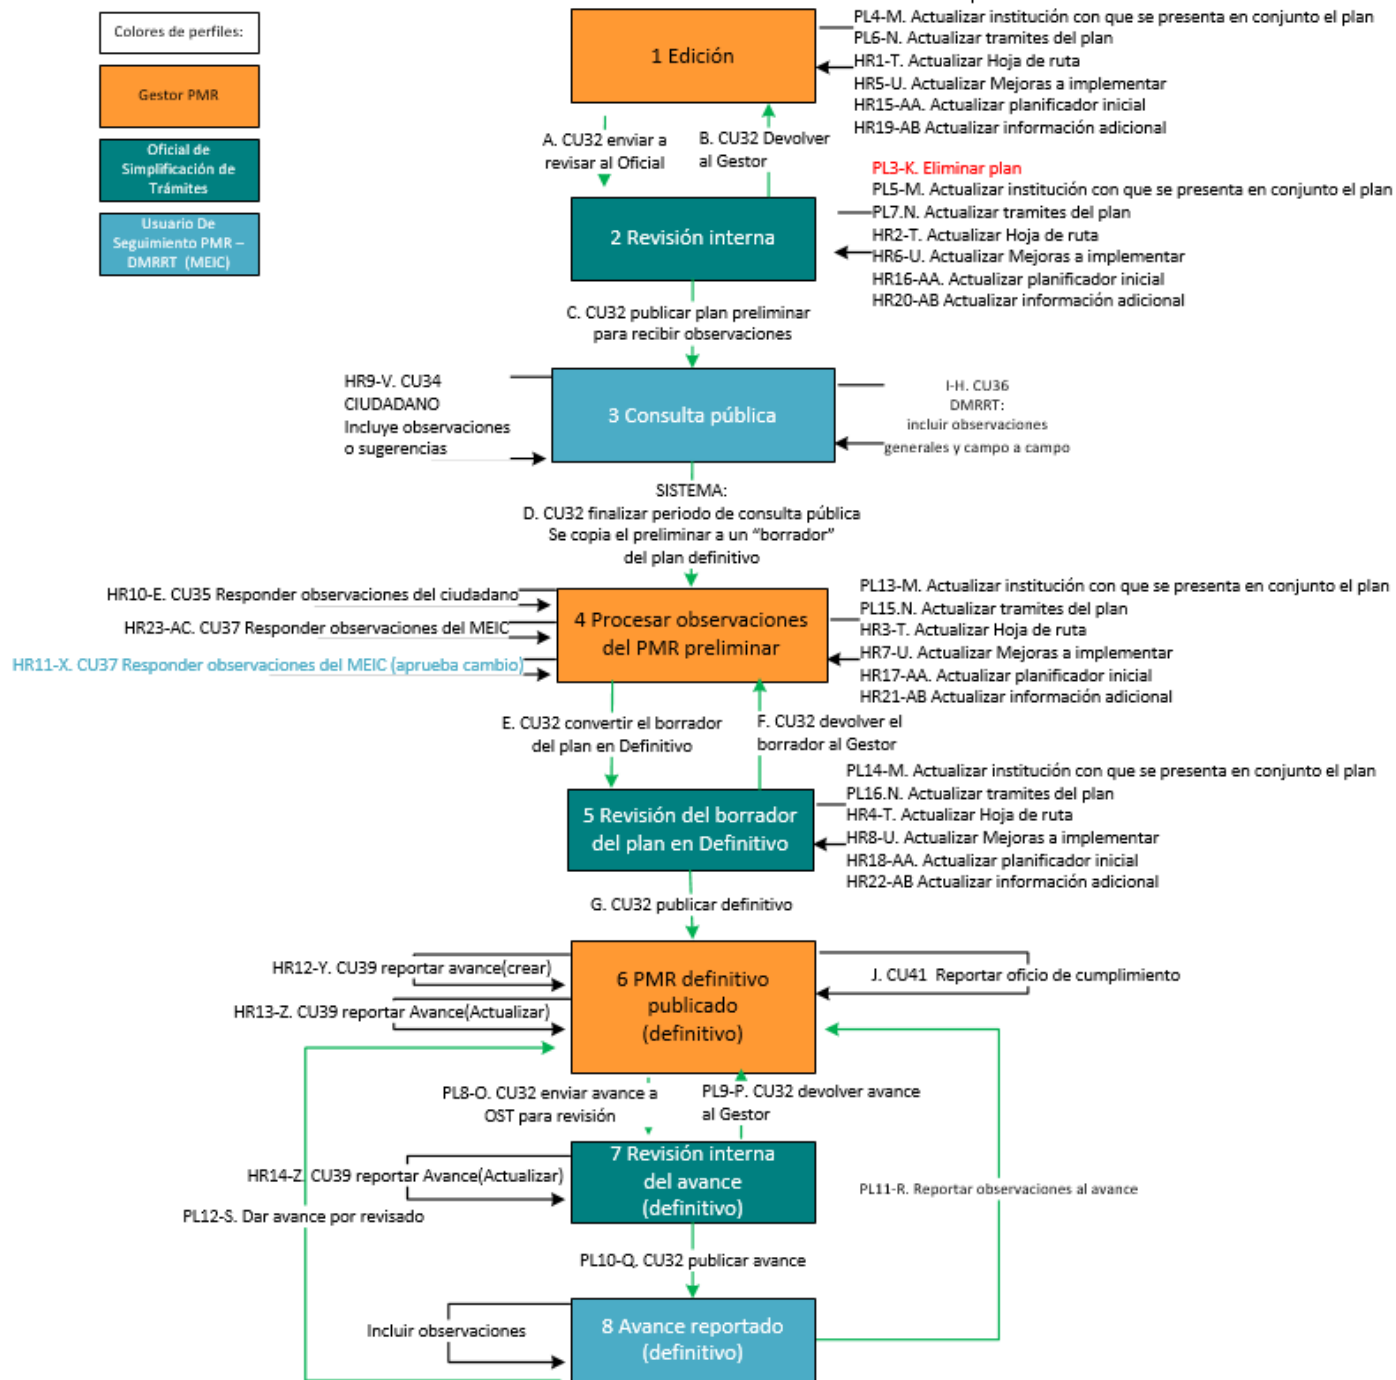 Colores de perfiles:
Gestor PMR
Oficial de
Simplificación de
Trámites
Usuario De
Seguimiento PMR –
DMRRT (MEIC)
1 Edición
PL4-M. Actualizar institución con que se presenta en conjunto el plan
PL6-N. Actualizar tramites del plan
HR1-T. Actualizar Hoja de ruta
HR5-U. Actualizar Mejoras a implementar
HR15-AA. Actualizar planificador inicial
HR19-AB Actualizar información adicional
A. CU32 enviar a
revisar al Oficial
B. CU32 Devolver
al Gestor
2 Revisión interna
PL3-K. Eliminar plan
PL5-M. Actualizar institución con que se presenta en conjunto el plan
PL7.N. Actualizar tramites del plan
HR2-T. Actualizar Hoja de ruta
HR6-U. Actualizar Mejoras a implementar
HR16-AA. Actualizar planificador inicial
HR20-AB Actualizar información adicional
C. CU32 publicar plan preliminar
para recibir observaciones
HR9-V. CU34
CIUDADANO
Incluye observaciones
o sugerencias
3 Consulta pública
I-H. CU36
DMRRT:
incluir observaciones
generales y campo a campo
SISTEMA:
D. CU32 finalizar periodo de consulta pública
Se copia el preliminar a un “borrador”
del plan definitivo
HR10-E. CU35 Responder observaciones del ciudadano
HR23-AC. CU37 Responder observaciones del MEIC
HR11-X. CU37 Responder observaciones del MEIC (aprueba cambio)
4 Procesar observaciones
del PMR preliminar
PL13-M. Actualizar institución con que se presenta en conjunto el plan
PL15.N. Actualizar tramites del plan
HR3-T. Actualizar Hoja de ruta
HR7-U. Actualizar Mejoras a implementar
HR17-AA. Actualizar planificador inicial
HR21-AB Actualizar información adicional
E. CU32 convertir el borrador
del plan en Definitivo
F. CU32 devolver el
borrador al Gestor
5 Revisión del borrador
del plan en Definitivo
PL14-M. Actualizar institución con que se presenta en conjunto el plan
PL16.N. Actualizar tramites del plan
HR4-T. Actualizar Hoja de ruta
HR8-U. Actualizar Mejoras a implementar
HR18-AA. Actualizar planificador inicial
HR22-AB Actualizar información adicional
G. CU32 publicar definitivo
HR12-Y. CU39 reportar avance(crear)
HR13-Z. CU39 reportar Avance(Actualizar)
6 PMR definitivo
publicado
(definitivo)
J. CU41 Reportar oficio de cumplimiento
PL8-O. CU32 enviar avance a
OST para revisión
PL9-P. CU32 devolver avance
al Gestor
HR14-Z. CU39 reportar Avance(Actualizar)
7 Revisión interna
del avance
(definitivo)
PL11-R. Reportar observaciones al avance
PL12-S. Dar avance por revisado
PL10-Q. CU32 publicar avance
Incluir observaciones
8 Avance reportado
(definitivo)